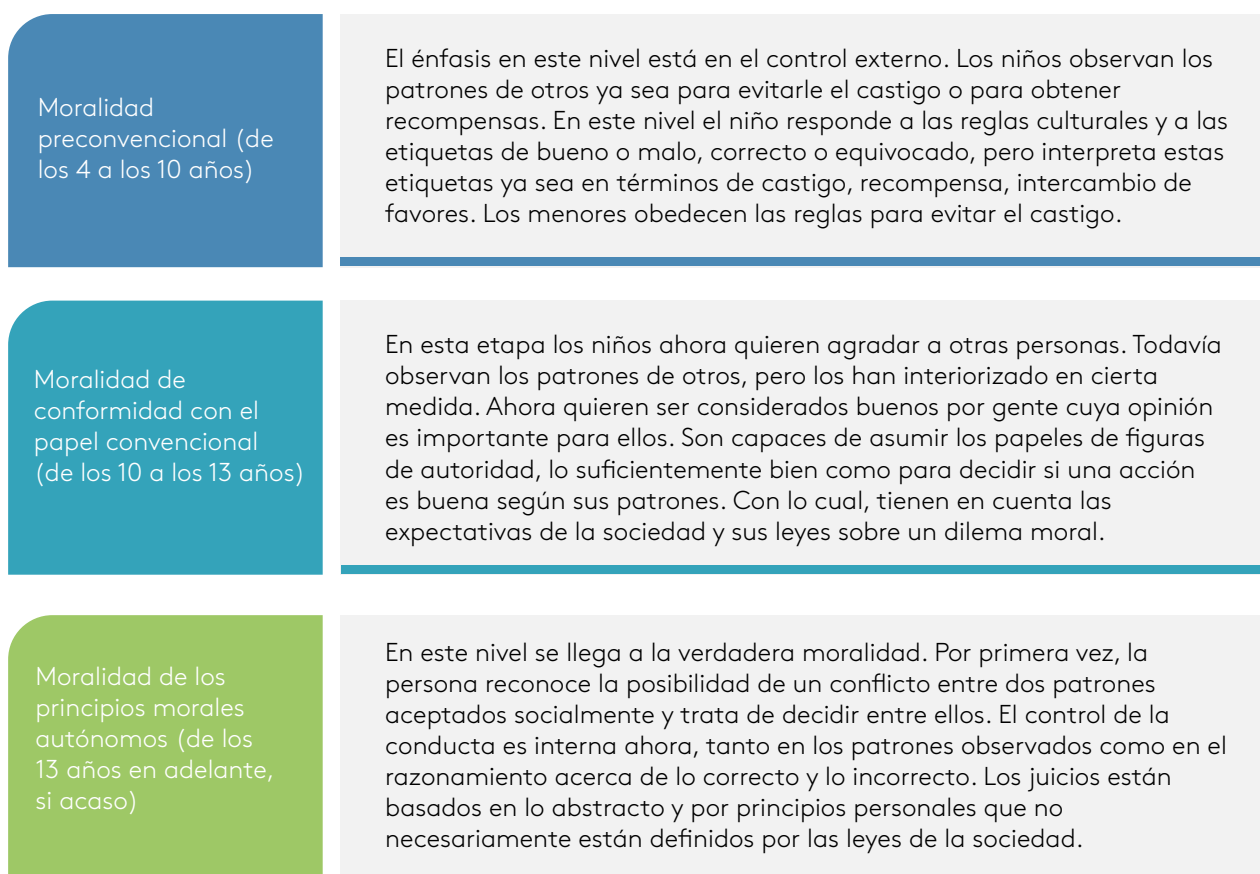 Moralidad
preconvencional (de
los 4 a los 10 años)
El énfasis en este nivel está en el control externo. Los niños observan los
patrones de otros ya sea para evitarle el castigo o para obtener
recompensas. En este nivel el niño responde a las reglas culturales y a las
etiquetas de bueno o malo, correcto o equivocado, pero interpreta estas
etiquetas ya sea en términos de castigo, recompensa, intercambio de
favores. Los menores obedecen las reglas para evitar el castigo.
Moralidad de
conformidad con el
papel convencional
(de los 10 a los 13 años)
En esta etapa los niños ahora quieren agradar a otras personas. Todavía
observan los patrones de otros, pero los han interiorizado en cierta
medida. Ahora quieren ser considerados buenos por gente cuya opinión
es importante para ellos. Son capaces de asumir los papeles de figuras
de autoridad, lo suficientemente bien como para decidir si una acción
es buena según sus patrones. Con lo cual, tienen en cuenta las
expectativas de la sociedad y sus leyes sobre un dilema moral.
Moralidad de los
principios morales
autónomos (de los
13 años en adelante,
si acaso)
En este nivel se llega a la verdadera moralidad. Por primera vez, la
persona reconoce la posibilidad de un conflicto entre dos patrones
aceptados socialmente y trata de decidir entre ellos. El control de la
conducta es interna ahora, tanto en los patrones observados como en el
razonamiento acerca de lo correcto y lo incorrecto. Los juicios están
basados en lo abstracto y por principios personales que no
necesariamente están definidos por las leyes de la sociedad.